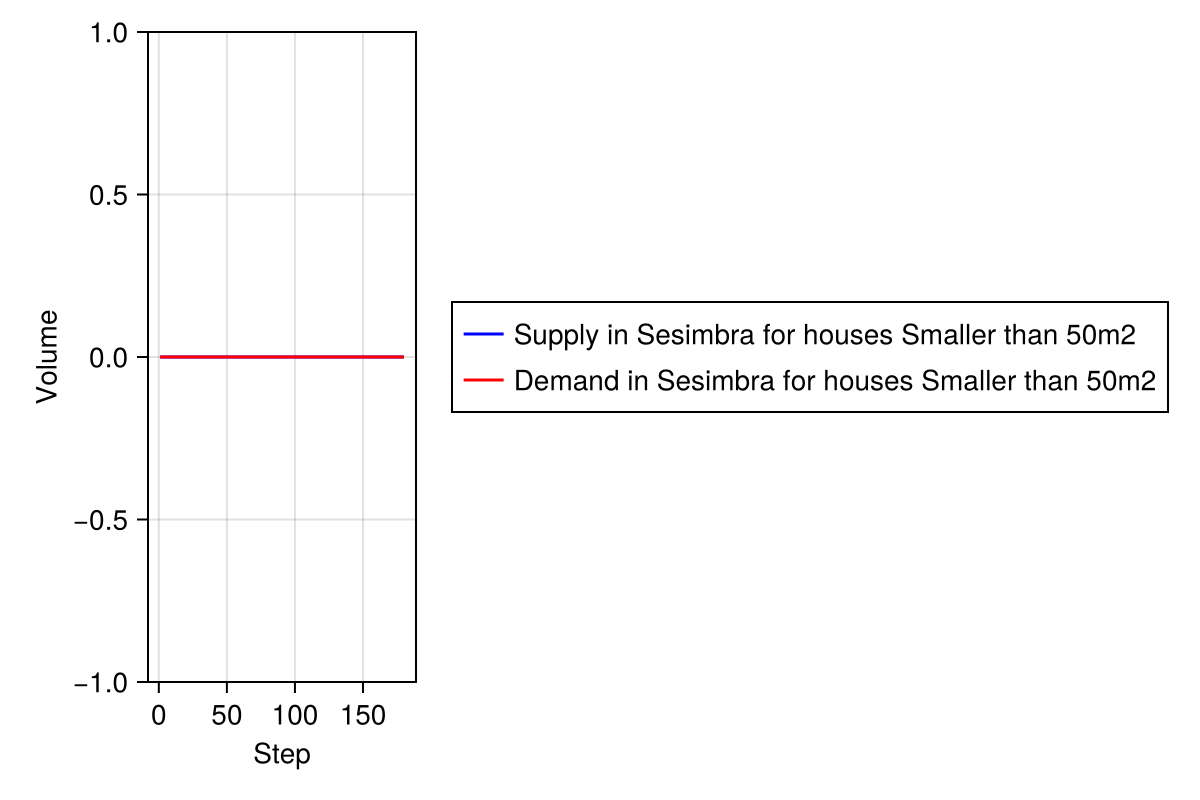 1.0
0.5
0.0
−0.5
−1.0
Volume
0 50 100 150
Step
Supply in Sesimbra for houses Smaller than 50m2
Demand in Sesimbra for houses Smaller than 50m2